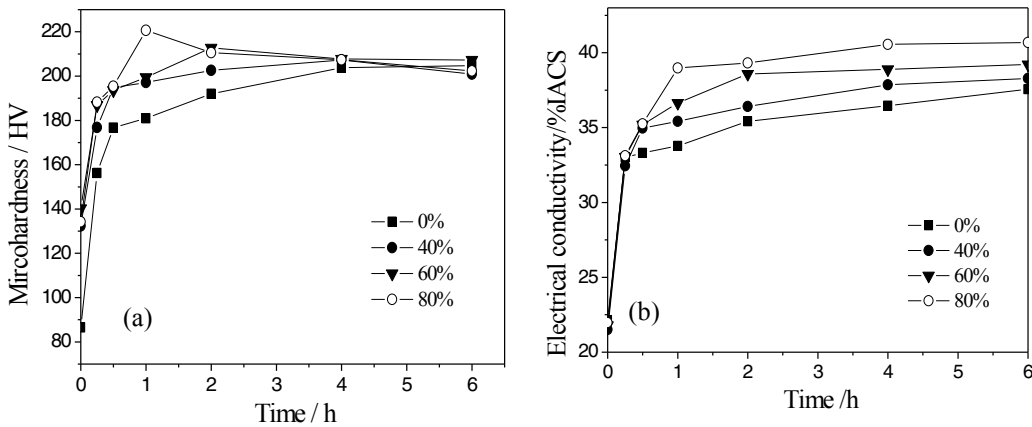 220
200
180
160
140
120
100
80
Mircohardness / HV
0%
40%
60%
80%
(a)
0 1 2 3 4 5 6
Time / h
40
35
30
25
20
Electrical conductivity/%IACS
0%
40%
60%
80%
(b)
0 1 2 3 4 5 6
Time /h